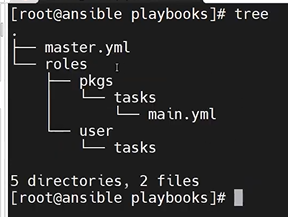 [root@ansible playbooks]# tree
.
├── master.yml
└── roles
    ├── pkgs
    │   └── tasks
    │       └── main.yml
    └── user
        └── tasks

5 directories, 2 files
[root@ansible playbooks]#